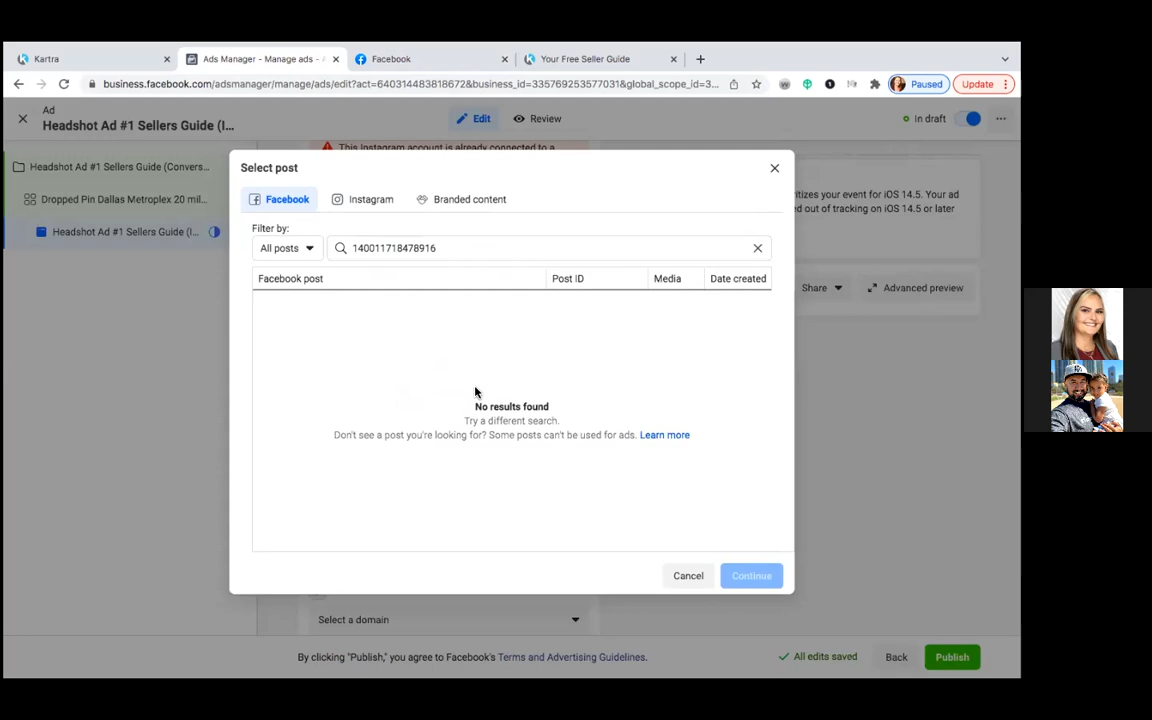 Kartra
Ads Manager - Manage ads - A
Facebook
Your Free Seller Guide
business.facebook.com/adsmanager/manage/ads/edit?act=640314483818672&business_id=335769253577031&global_scope_id=3...
Paused
Update
Ad
Headshot Ad #1 Sellers Guide (I...
Edit
Review
In draft
This Instagram account is already connected to a
Headshot Ad #1 Sellers Guide (Convers...
Dropped Pin Dallas Metroplex 20 mil...
Headshot Ad #1 Sellers Guide (I...
Select post
Facebook
Instagram
Branded content
Filter by:
All posts
140011718478916
Facebook post
Post ID
Media
Date created
No results found
Try a different search.
Don't see a post you're looking for? Some posts can't be used for ads. Learn more
Cancel
Continue
ritizes your event for iOS 14.5. Your ad
ed out of tracking on iOS 14.5 or later
Share
Advanced preview
Select a domain
By clicking "Publish," you agree to Facebook's Terms and Advertising Guidelines.
All edits saved
Back
Publish